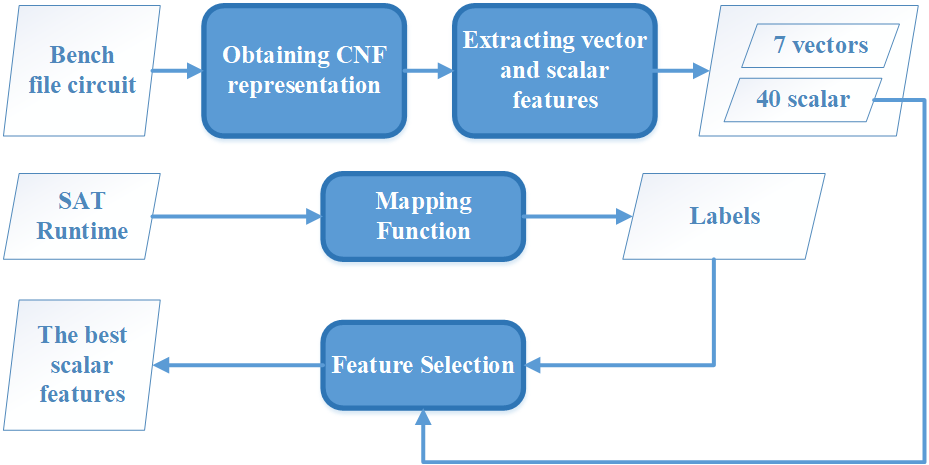 Bench
file circuit
Obtaining CNF
representation
Extracting vector
and scalar
features
7 vectors
40 scalar
SAT
Runtime
Mapping
Function
Labels
The best
scalar
features
Feature Selection